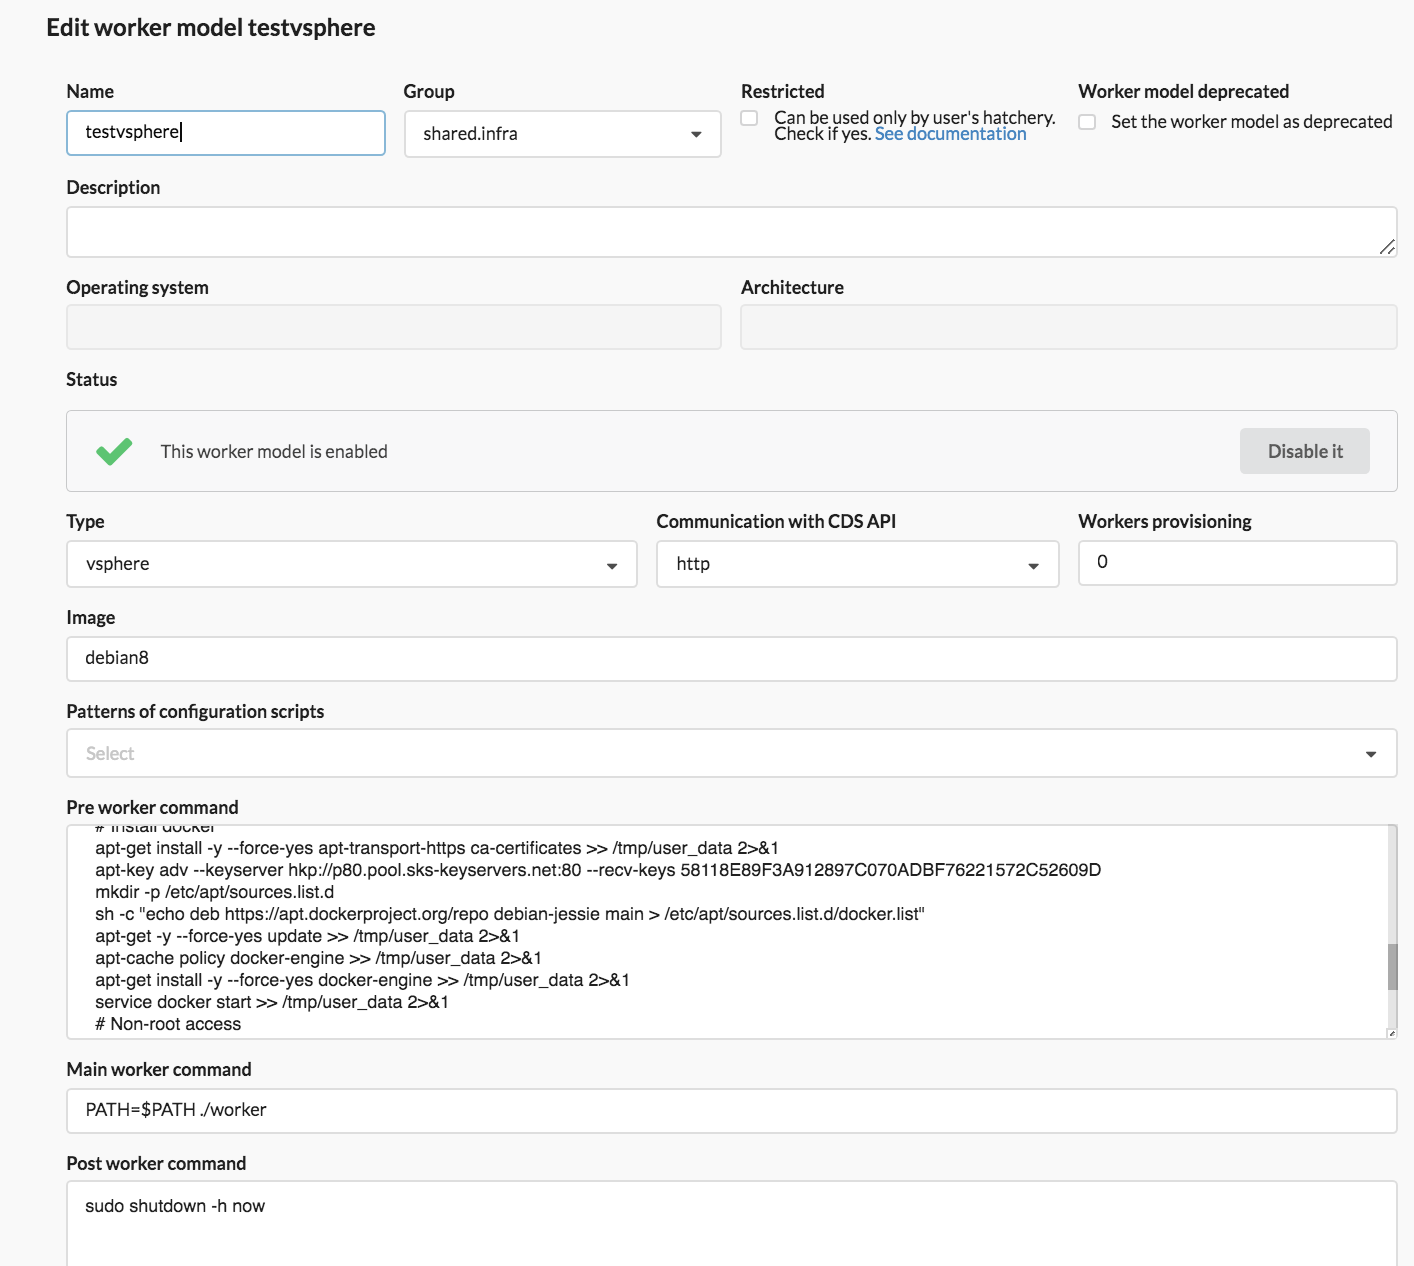 Edit worker model testvsphere
Name
Group
Restricted
Worker model deprecated
testvsphere
shared.infra
Can be used only by user's hatchery.
Check if yes. See documentation
Set the worker model as deprecated
Description
Operating system
Architecture
Status
This worker model is enabled
Disable it
Type
Communication with CDS API
Workers provisioning
vsphere
http
0
Image
debian8
Patterns of configuration scripts
Select
Pre worker command
# Install docker
apt-get install -y --force-yes apt-transport-https ca-certificates >> /tmp/user_data 2>&1
apt-key adv --keyserver hkp://p80.pool.sks-keyservers.net:80 --recv-keys 58118E89F3A912897C070ADBF76221572C52609D
mkdir -p /etc/apt/sources.list.d
sh -c "echo deb https://apt.dockerproject.org/repo debian-jessie main > /etc/apt/sources.list.d/docker.list"
apt-get -y --force-yes update >> /tmp/user_data 2>&1
apt-cache policy docker-engine >> /tmp/user_data 2>&1
apt-get install -y --force-yes docker-engine >> /tmp/user_data 2>&1
service docker start >> /tmp/user_data 2>&1
# Non-root access
Main worker command
PATH=$PATH ./worker
Post worker command
sudo shutdown -h now